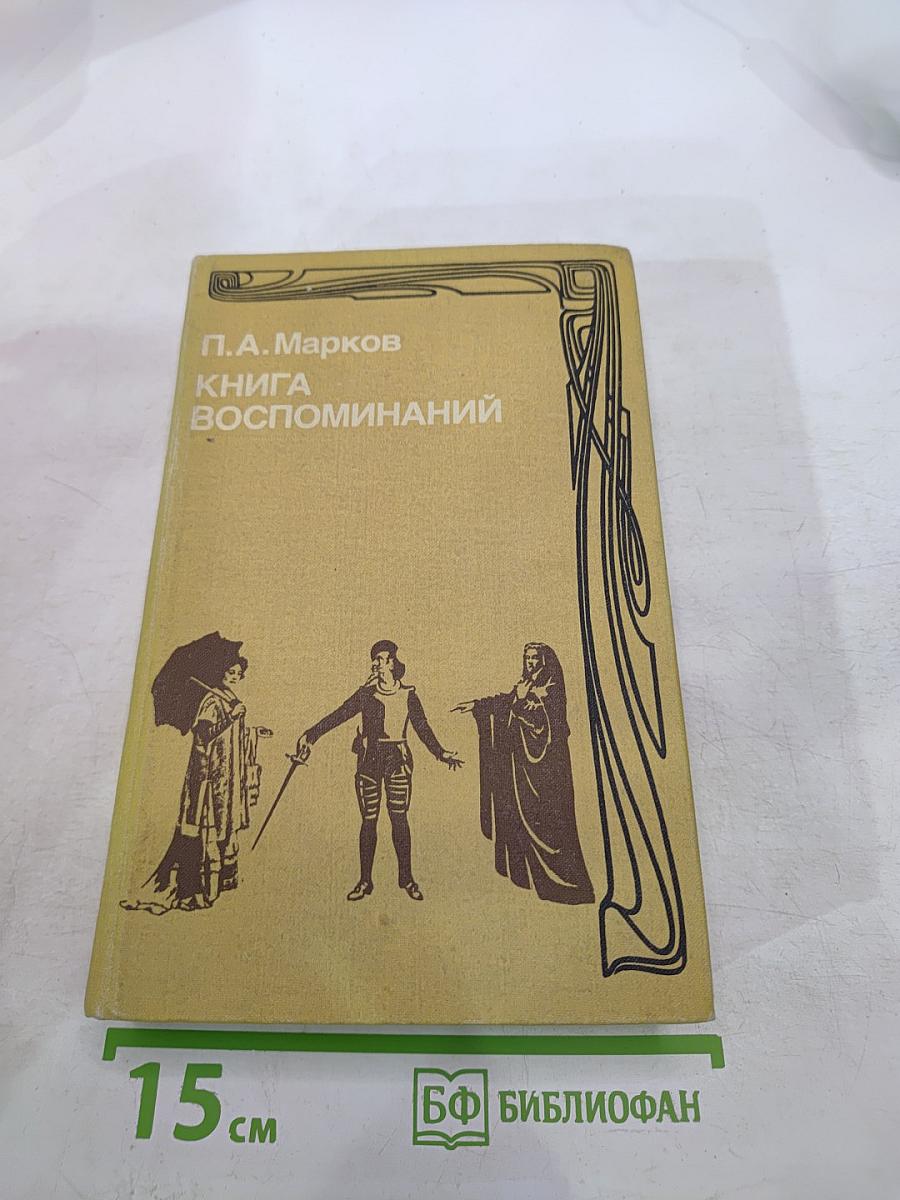 П.А.Марков
КНИГА
ВОСПОМИНАНИЙ
15 см
БФ БИБЛИОФАН